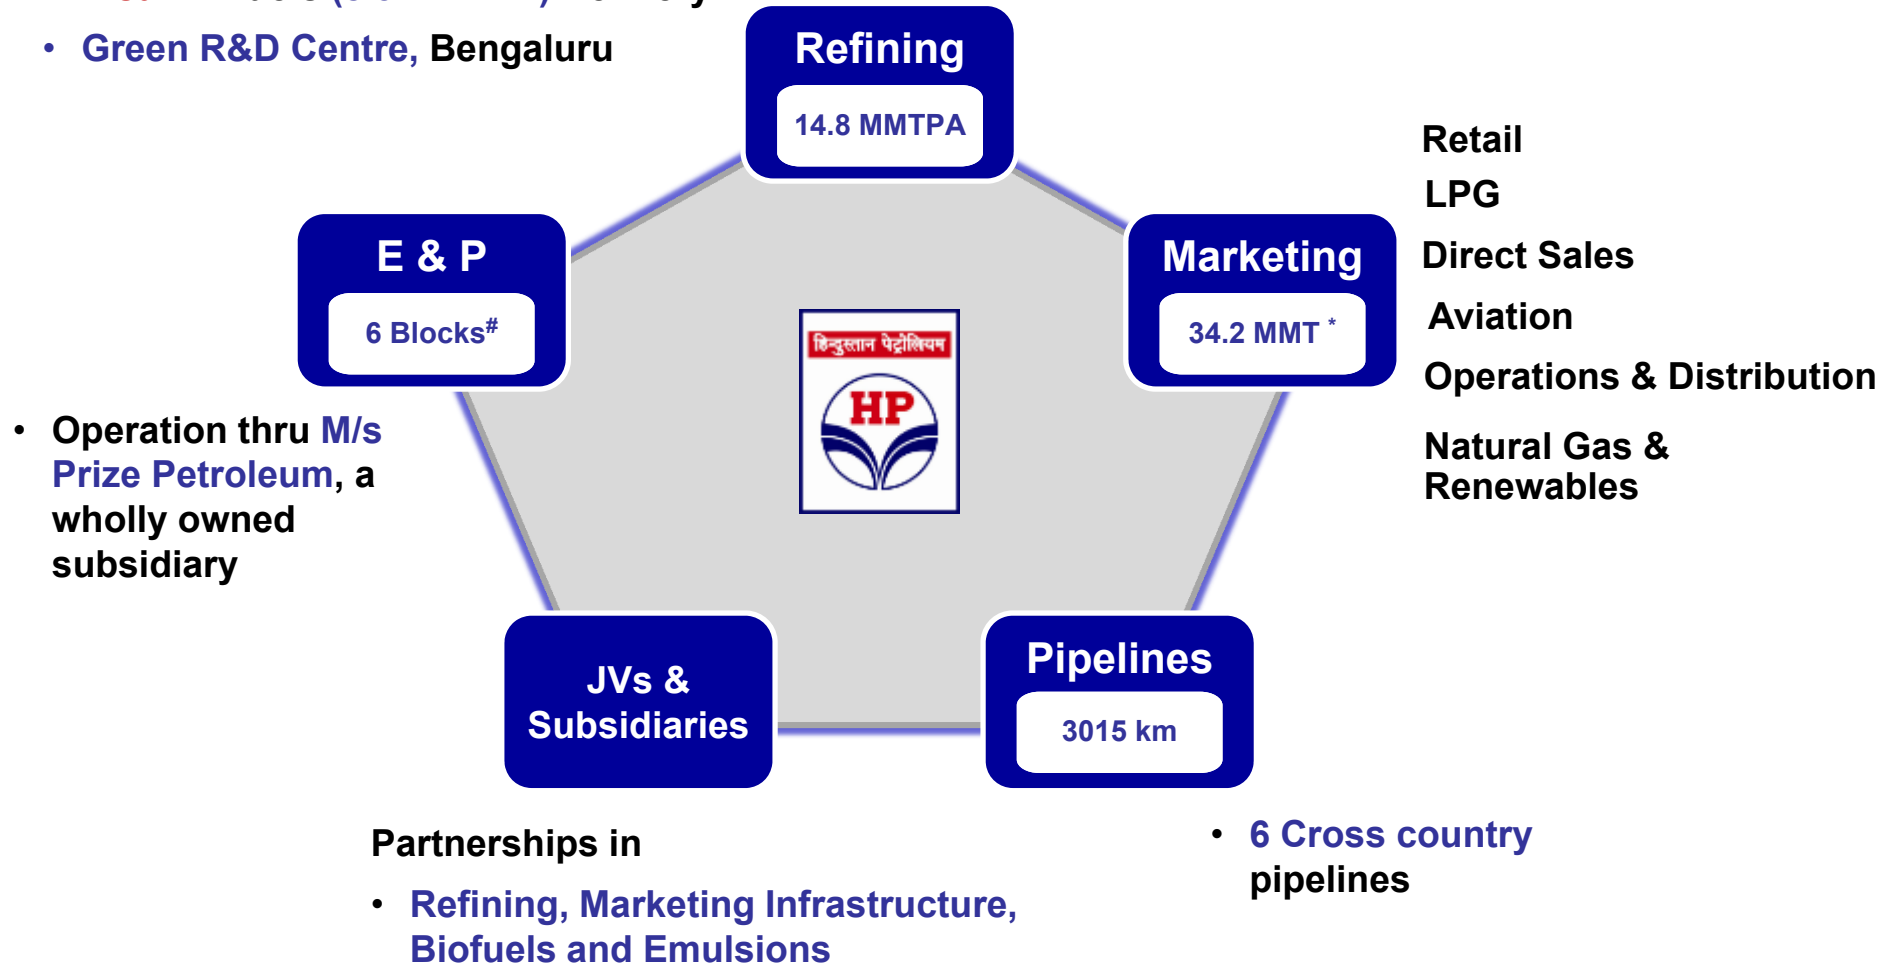 • Green R&D Centre, Bengaluru
Refining
14.8 MMTPA
E & P
6 Blocks#
Marketing
34.2 MMT *
Retail
LPG
Direct Sales
Aviation
Operations & Distribution
Natural Gas &
Renewables
हिन्दुस्तान पेट्रोलियम
HP
• Operation thru M/s
Prize Petroleum, a
wholly owned
subsidiary
JVs &
Subsidiaries
Pipelines
3015 km
Partnerships in
• Refining, Marketing Infrastructure,
Biofuels and Emulsions
• 6 Cross country
pipelines